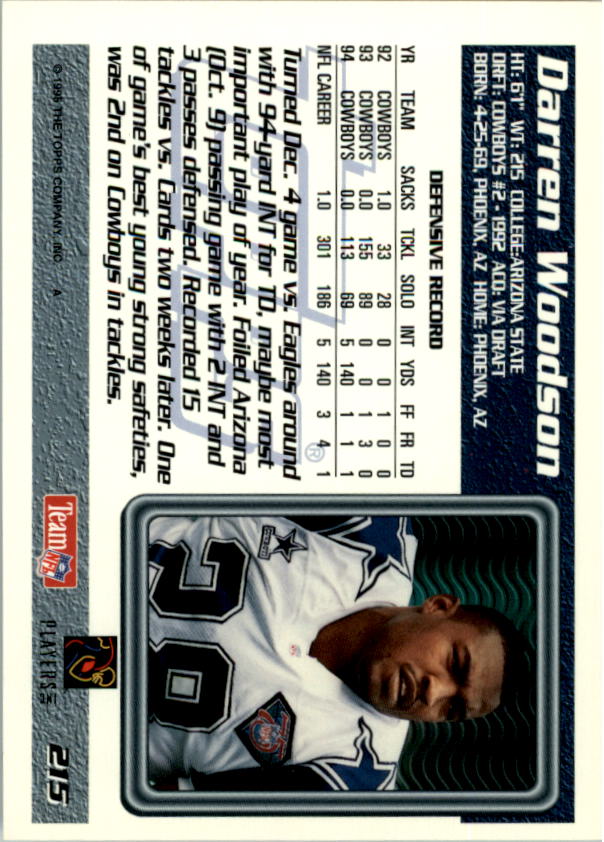 Darren Woodson
HT: 6'1" WT: 215 COLLEGE: ARIZONA STATE
DRFT: COWBOYS #2 - 1992 ACQ: VIA DRAFT
BORN: 4-25-69, PHOENIX, AZ HOME: PHOENIX, AZ
DEFENSIVE RECORD
YR TEAM SACKS TCKL SOLO INT YDS FF FR TD
92 COWBOYS 1.0 33 28 0 0 1 0 0
93 COWBOYS 0.0 155 89 0 0 1 3 0
94 COWBOYS 0.0 113 69 5 140 1 1 1
NFL CAREER 1.0 301 186 5 140 3 4 1
Turned Dec. 4 game vs. Eagles around
with 94-yard INT for TD, maybe most
important play of year. Foiled Arizona
(Oct. 9) passing game with 2 INT and
3 passes defensed. Recorded 15
tackles vs. Cards two weeks later. One
of game's best young strong safeties,
was 2nd on Cowboys in tackles.
Topps®
COWBOYS
28
NFL
© 1995 THE TOPPS COMPANY, INC. A
Team NFL
PLAYERS INC
215